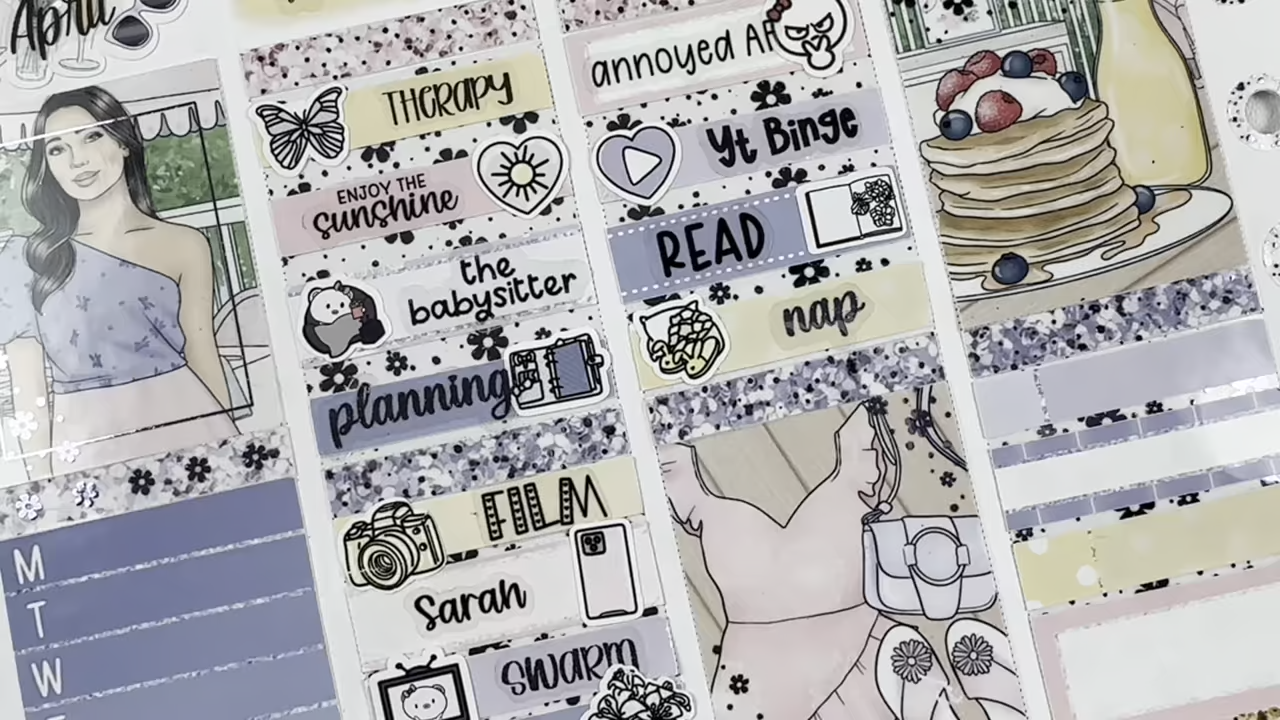 April
M
T
W
THERAPY
ENJOY THE
sunshine
the
babysitter
planning
FILM
Sarah
SWARM
annoyed AF
Yt Binge
READ
nap